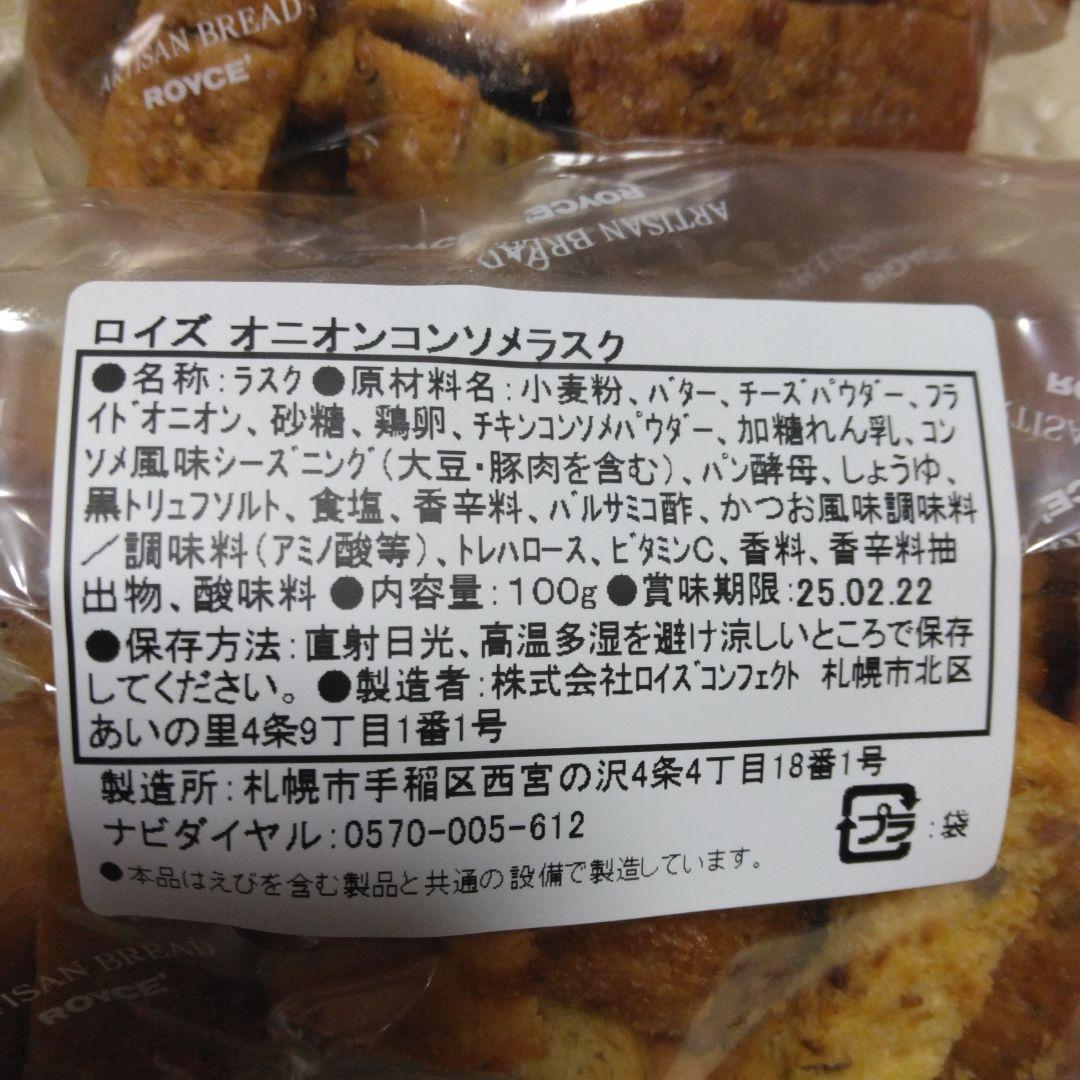 ARTISAN BREAD
ROYCE'
ROYCE'
ARTISAN BREAD
ロイズ オニオンコンソメラスク
●名称:ラスク●原材料名:小麦粉、バター、チーズパウダー、フラ
イドオニオン、砂糖、鶏卵、チキンコンソメパウダー、加糖れん乳、コン
ソメ風味シーズニング(大豆・豚肉を含む)、パン酵母、しょうゆ、
黒トリュフソルト、食塩、香辛料、バルサミコ酢、かつお風味調味料
/調味料(アミノ酸等)、トレハロース、ビタミンC、香料、香辛料抽
出物、酸味料●内容量:100g●賞味期限:25.02.22
●保存方法:直射日光、高温多湿を避け涼しいところで保存
してください。●製造者:株式会社ロイズコンフェクト 札幌市北区
あいの里4条9丁目1番1号
製造所:札幌市手稲区西宮の沢4条4丁目18番1号
ナビダイヤル:0570-005-612
プラ:袋
●本品はえびを含む製品と共通の設備で製造しています。
ISAN BREAD
ROYCE'